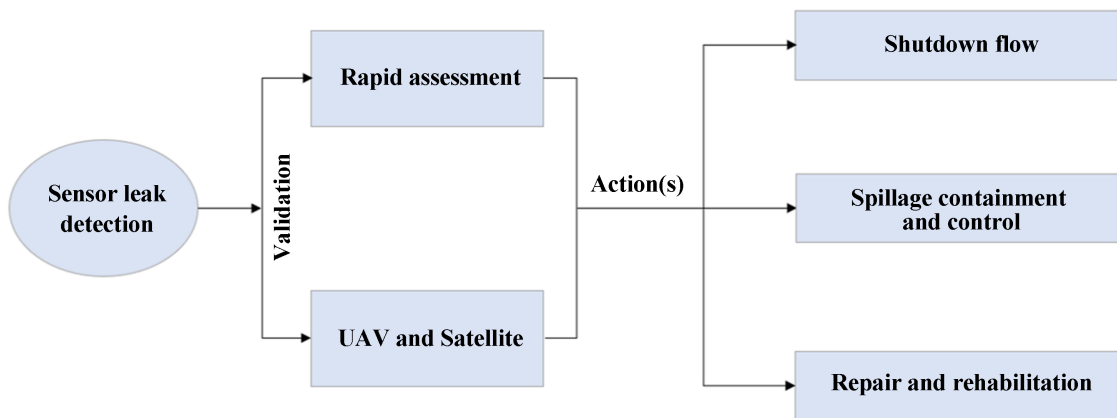 Sensor leak
detection
Validation
Rapid assessment
UAV and Satellite
Action(s)
Shutdown flow
Spillage containment
and control
Repair and rehabilitation